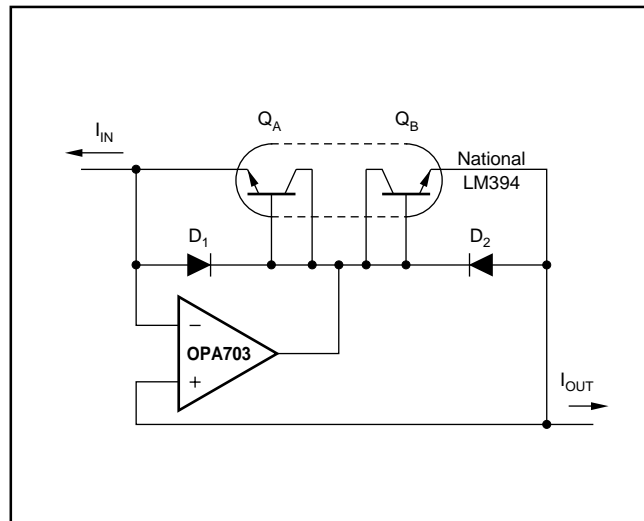 Q_A Q_B
I_IN
National
LM394
D_1 D_2
−
OPA703
+
I_OUT